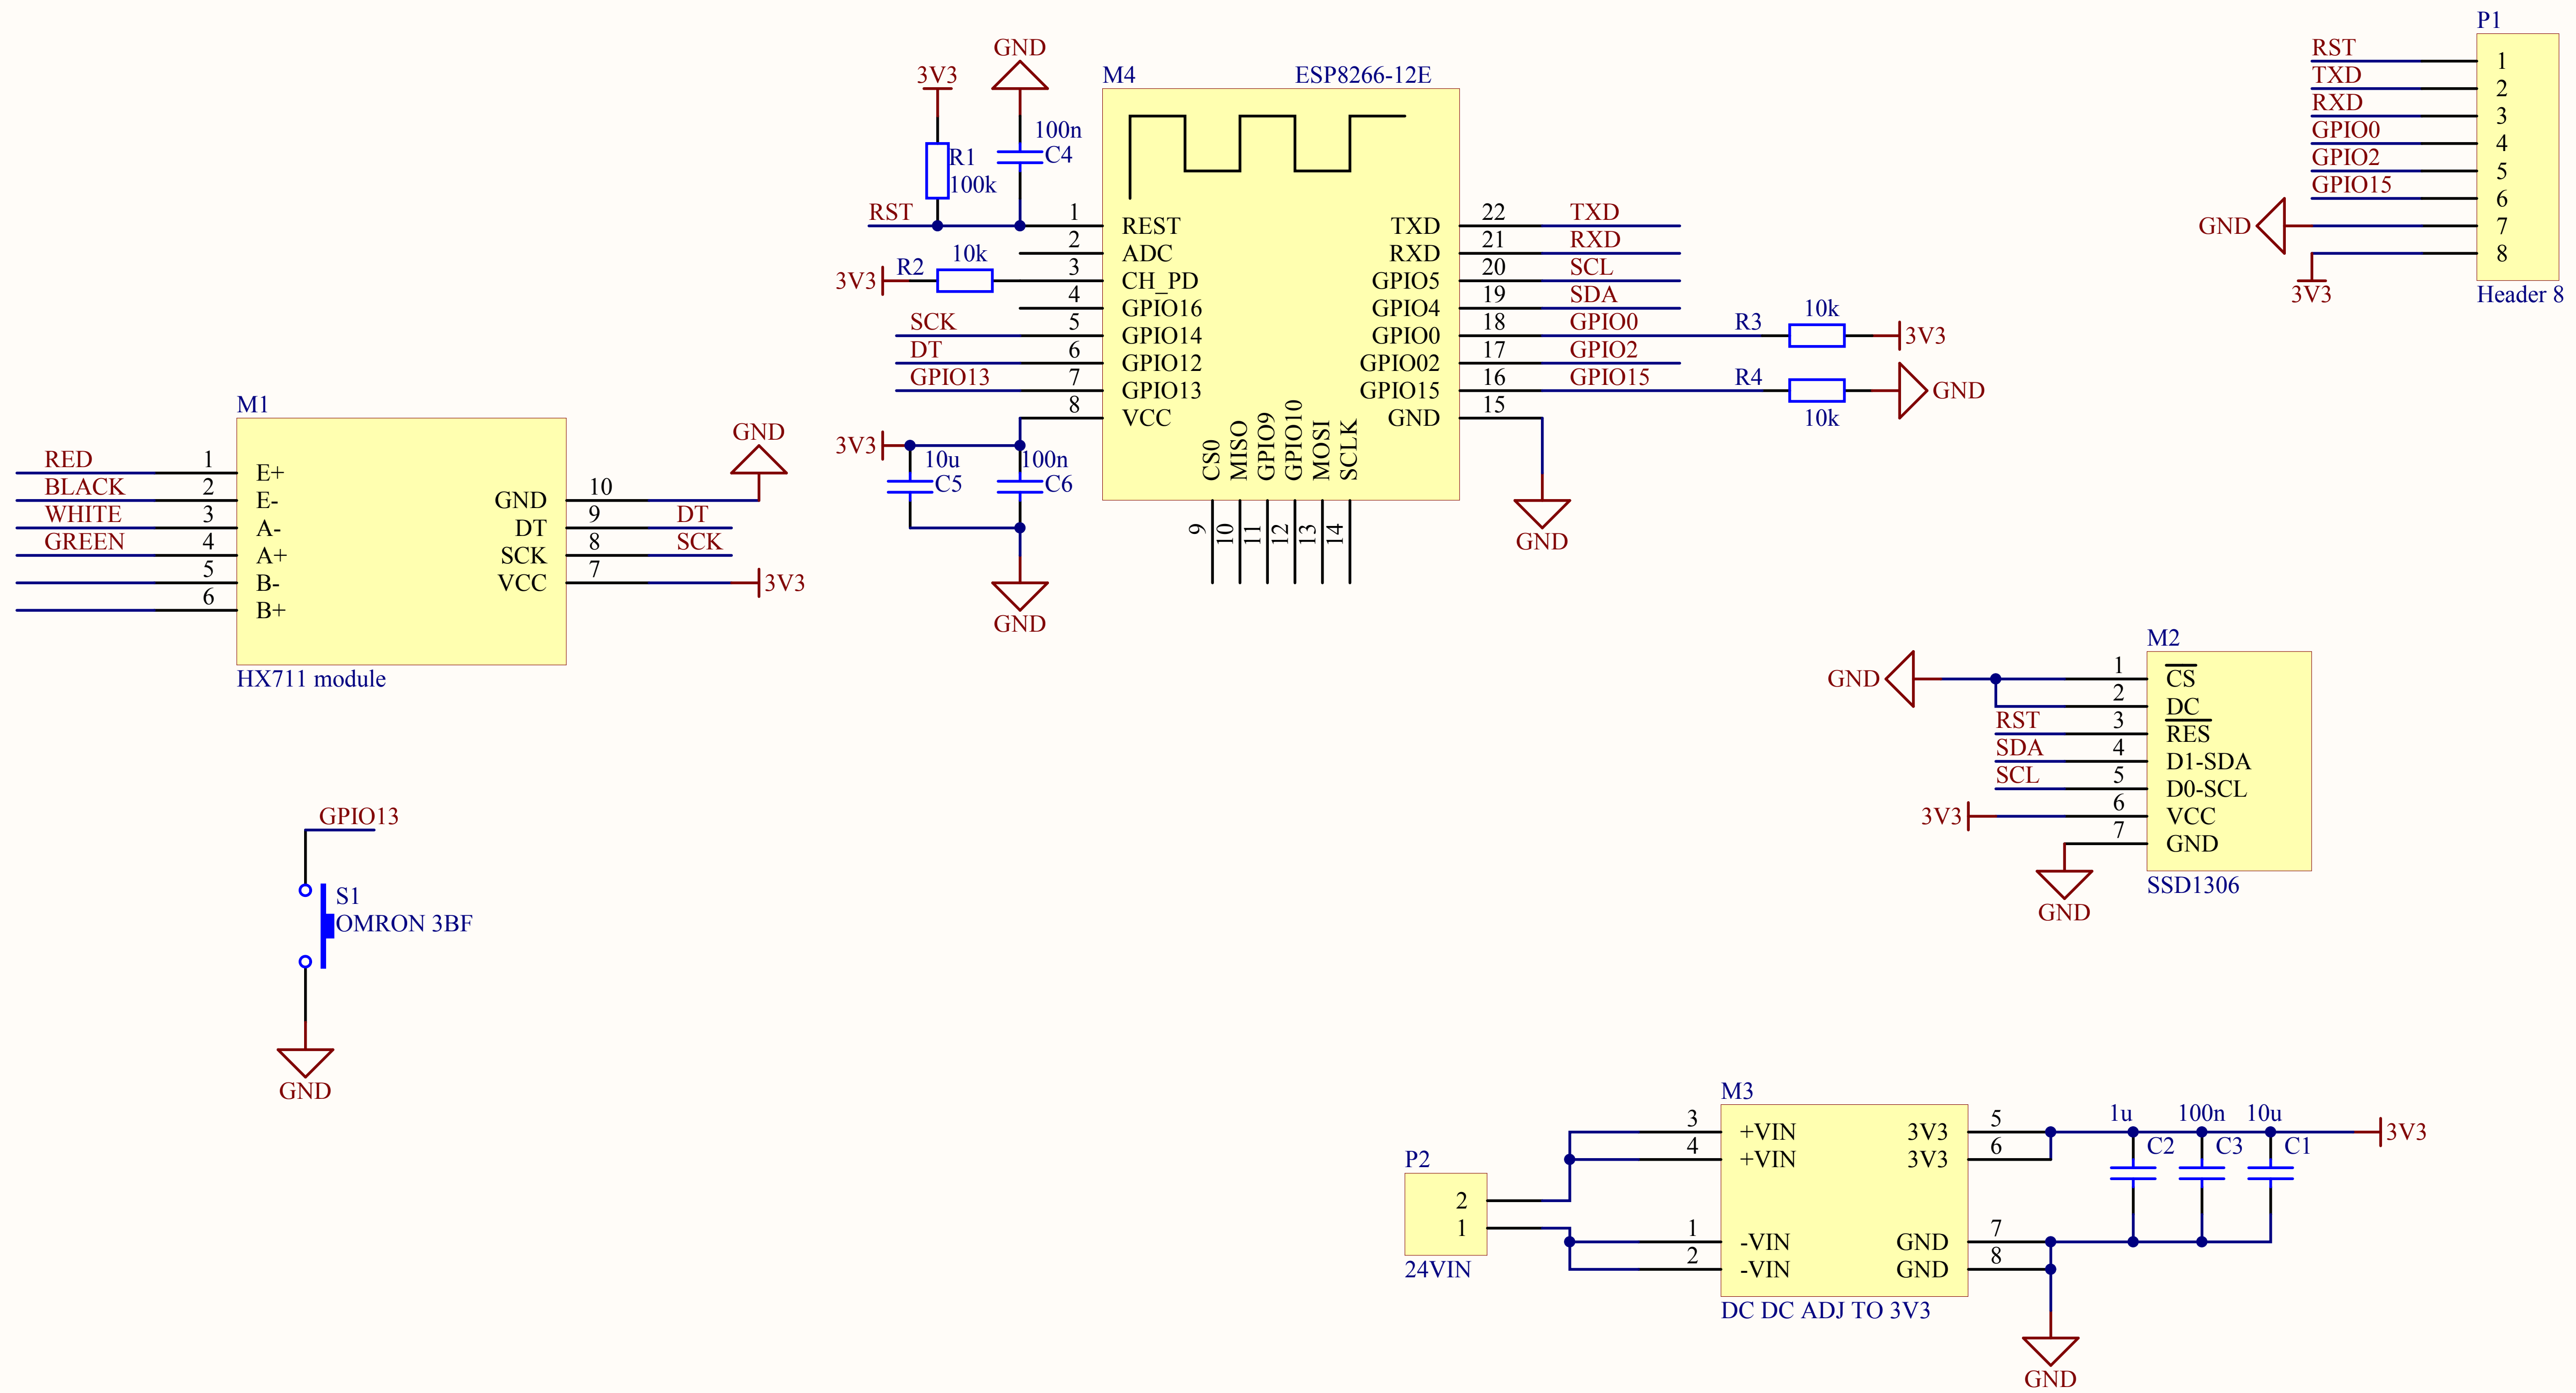 M4
ESP8266-12E
GND
3V3
100n
C4
R1
100k
RST
3V3
R2
10k
SCK
DT
GPIO13
1 REST
2 ADC
3 CH_PD
4 GPIO16
5 GPIO14
6 GPIO12
7 GPIO13
8 VCC
CS0 9
MISO 10
GPIO9 11
GPIO10 12
MOSI 13
SCLK 14
TXD 22 TXD
RXD 21 RXD
GPIO5 20 SCL
GPIO4 19 SDA
GPIO0 18 GPIO0
GPIO02 17 GPIO2
GPIO15 16 GPIO15
GND 15
GND
R3
10k
3V3
R4
10k
GND
3V3
10u
C5
100n
C6
GND
P1
RST 1
TXD 2
RXD 3
GPIO0 4
GPIO2 5
GPIO15 6
GND 7
8
3V3
Header 8
M1
RED 1 E+
BLACK 2 E-
WHITE 3 A-
GREEN 4 A+
5 B-
6 B+
GND
GND 10
DT 9 DT
SCK 8 SCK
VCC 7 3V3
HX711 module
M2
GND 1 CS
2 DC
RST 3 RES
SDA 4 D1-SDA
SCL 5 D0-SCL
3V3 6 VCC
7 GND
GND
SSD1306
GPIO13
S1
OMRON 3BF
GND
P2
2
1
24VIN
M3
3 +VIN
4 +VIN
1 -VIN
2 -VIN
3V3 5
3V3 6
GND 7
GND 8
DC DC ADJ TO 3V3
1u
C2
100n
C3
10u
C1
3V3
GND